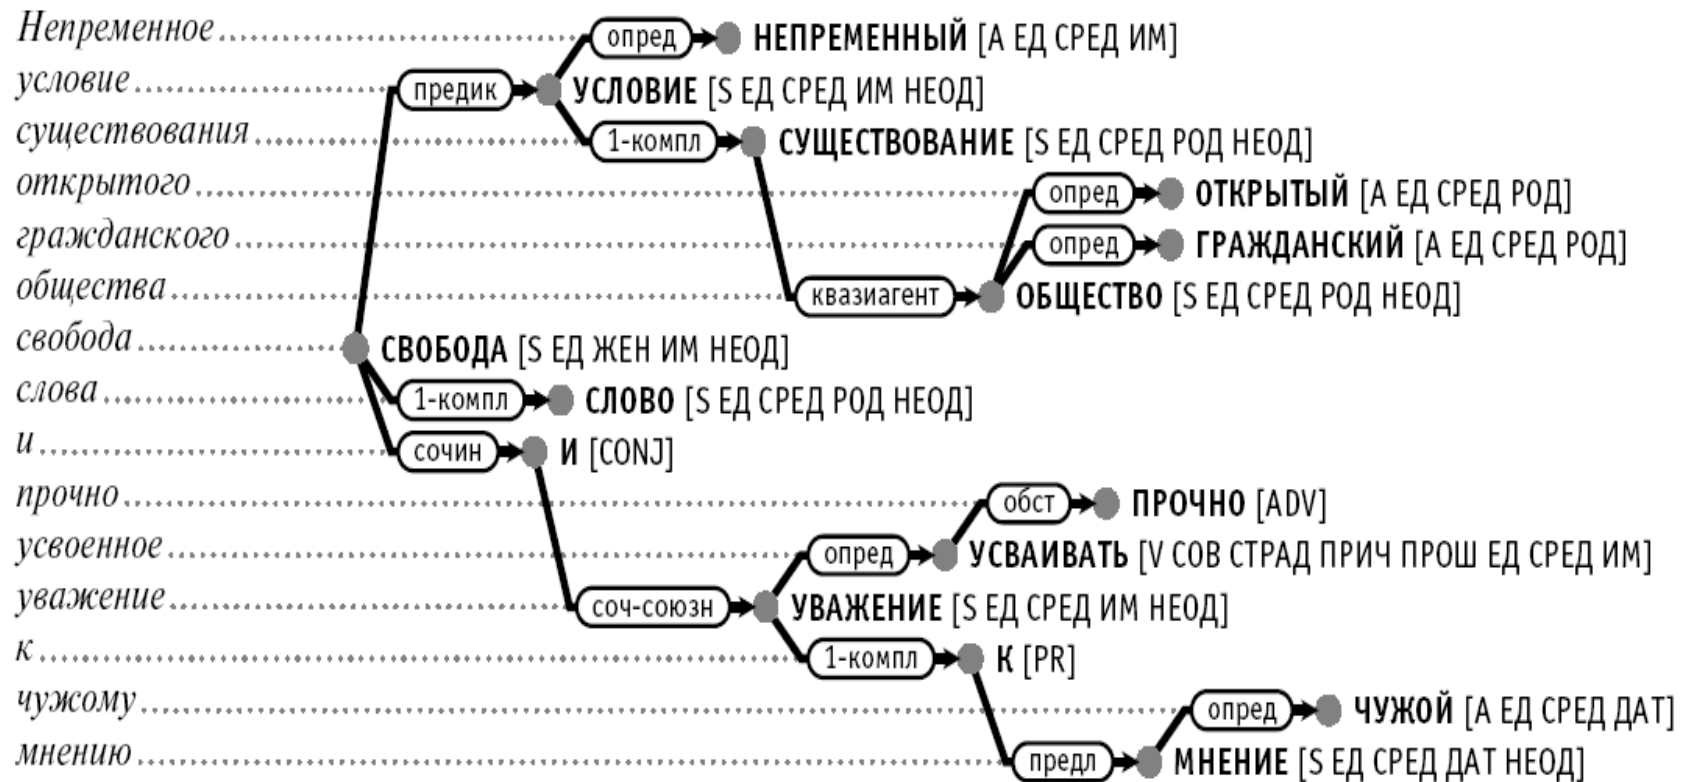 Непременное опред НЕПРЕМЕННЫЙ [A ЕД СРЕД ИМ]
условие предик УСЛОВИЕ [S ЕД СРЕД ИМ НЕОД]
существования 1-компл СУЩЕСТВОВАНИЕ [S ЕД СРЕД РОД НЕОД]
открытого опред ОТКРЫТЫЙ [A ЕД СРЕД РОД]
гражданского опред ГРАЖДАНСКИЙ [A ЕД СРЕД РОД]
общества квазиагент ОБЩЕСТВО [S ЕД СРЕД РОД НЕОД]
свобода СВОБОДА [S ЕД ЖЕН ИМ НЕОД]
слова 1-компл СЛОВО [S ЕД СРЕД РОД НЕОД]
и сочин И [CONJ]
прочно обст ПРОЧНО [ADV]
усвоенное опред УСВАИВАТЬ [V СОВ СТРАД ПРИЧ ПРОШ ЕД СРЕД ИМ]
уважение соч-союзн УВАЖЕНИЕ [S ЕД СРЕД ИМ НЕОД]
к 1-компл К [PR]
чужому опред ЧУЖОЙ [A ЕД СРЕД ДАТ]
мнению предл МНЕНИЕ [S ЕД СРЕД ДАТ НЕОД]